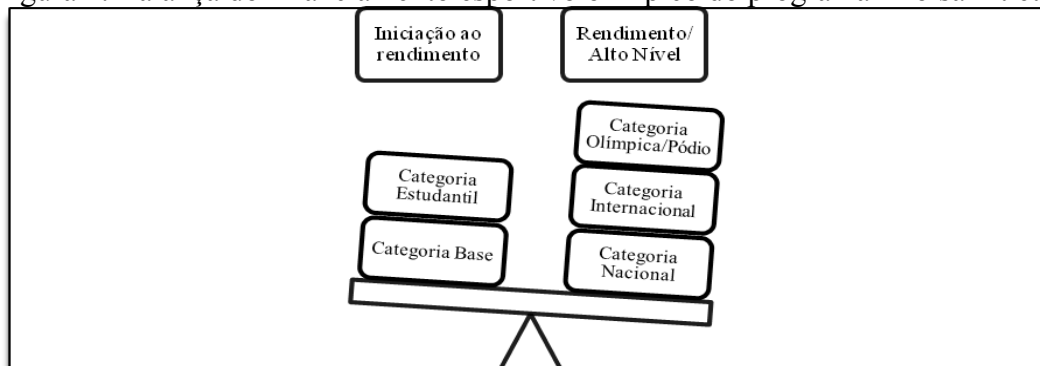 Iniciação ao
rendimento
Rendimento/
Alto Nível
Categoria
Olímpica/Pódio
Categoria
Estudantil
Categoria
Internacional
Categoria Base
Categoria
Nacional